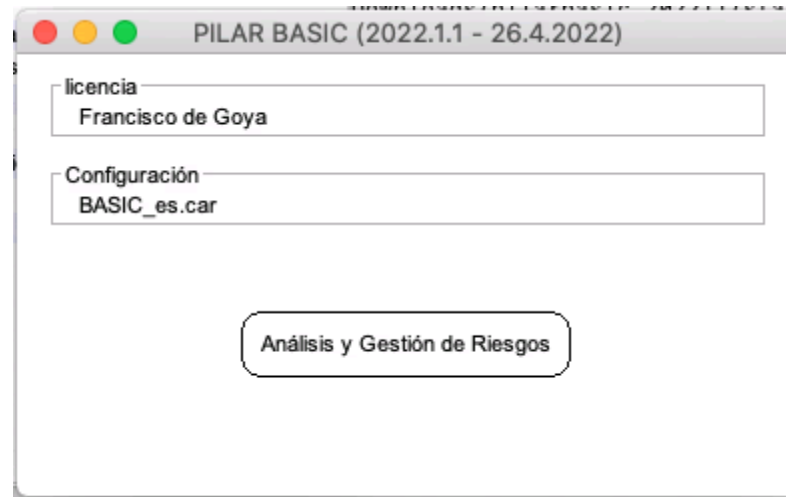 PILAR BASIC (2022.1.1 - 26.4.2022)
licencia
Francisco de Goya
Configuración
BASIC_es.car
Análisis y Gestión de Riesgos